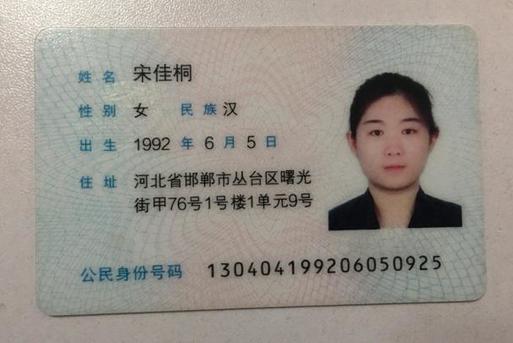 姓名 宋佳桐
性别 女 民族 汉
出生 1992 年 6 月 5 日
住址 河北省邯郸市丛台区曙光
街甲76号1号楼1单元9号
公民身份号码 130404199206050925